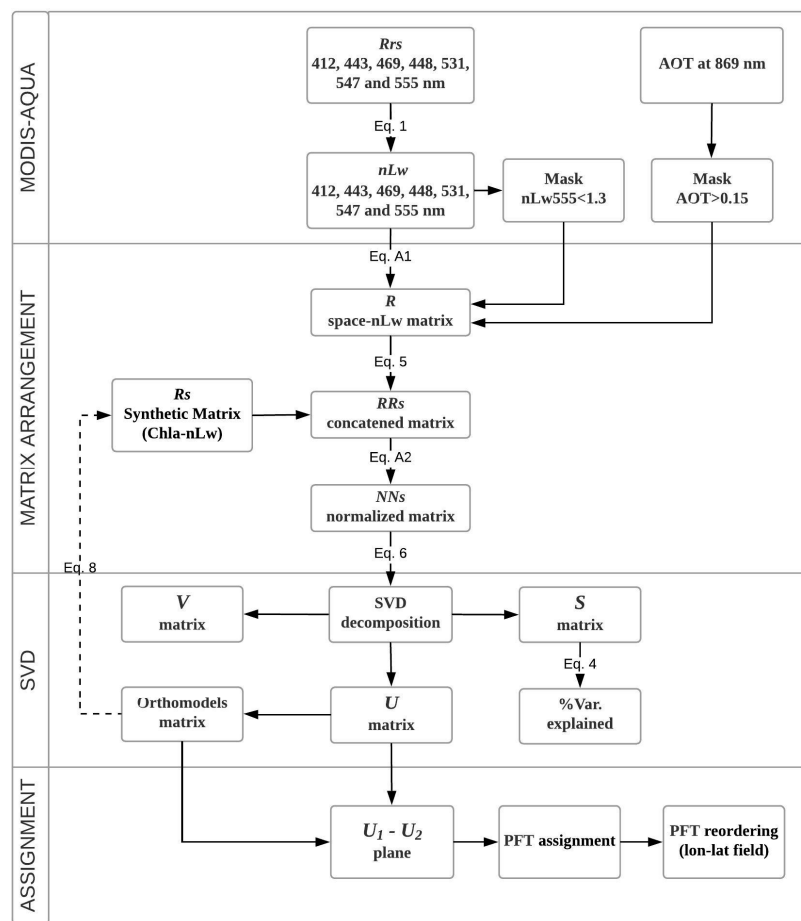 MODIS-AQUA
Rrs
412, 443, 469, 448, 531,
547 and 555 nm
AOT at 869 nm
Eq. 1
nLw
412, 443, 469, 448, 531,
547 and 555 nm
Mask
nLw555<1.3
Mask
AOT>0.15
MATRIX ARRANGEMENT
Eq. A1
R
space-nLw matrix
Eq. 5
Rs
Synthetic Matrix
(Chla-nLw)
RRs
concatened matrix
Eq. A2
NNs
normalized matrix
Eq. 6
Eq. 8
SVD
V
matrix
SVD
decomposition
S
matrix
Eq. 4
Orthomodels
matrix
U
matrix
%Var.
explained
ASSIGNMENT
U1 - U2
plane
PFT assignment
PFT reordering
(lon-lat field)